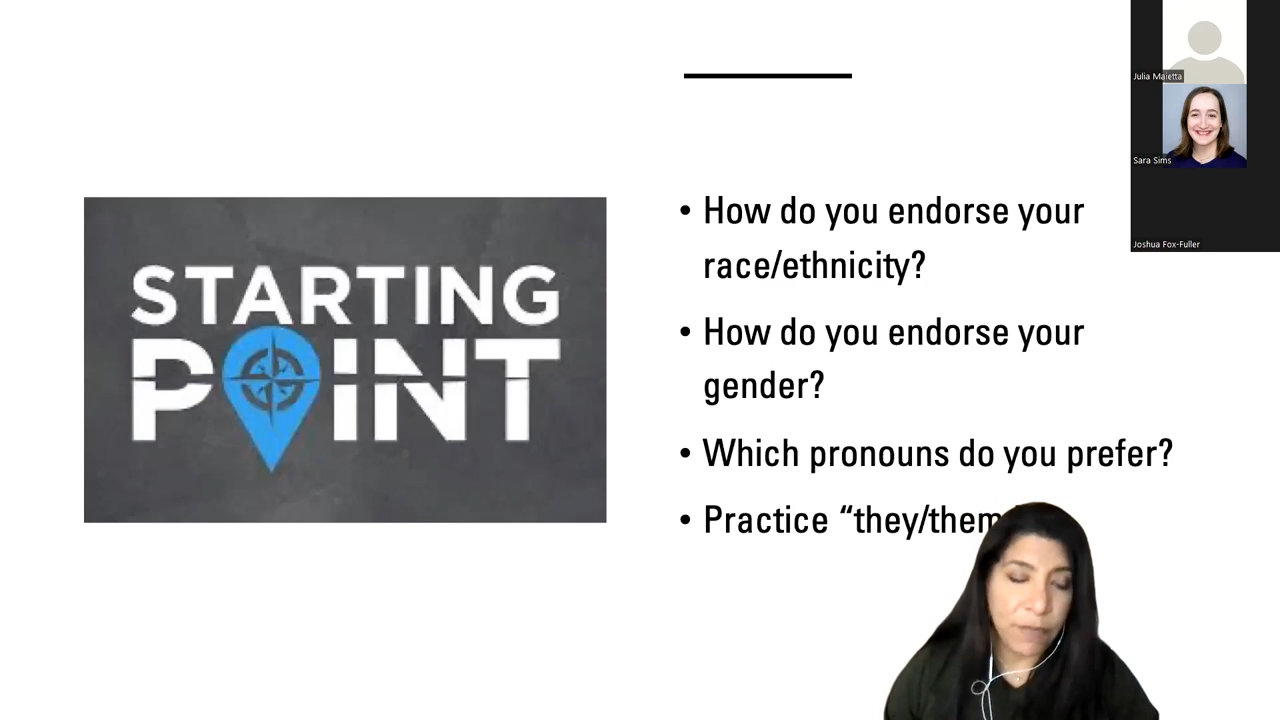 STARTING
POINT
• How do you endorse your
race/ethnicity?
• How do you endorse your
gender?
• Which pronouns do you prefer?
• Practice “they/them
Julia Maietta
Sara Sims
Joshua Fox-Fuller